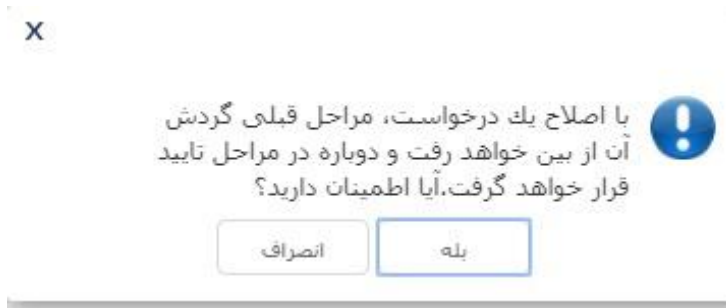 X
با اصلاح يك درخواست، مراحل قبلی گردش
آن از بین خواهد رفت و دوباره در مراحل تایید
قرار خواهد گرفت.آیا اطمینان دارید؟
بله
انصراف